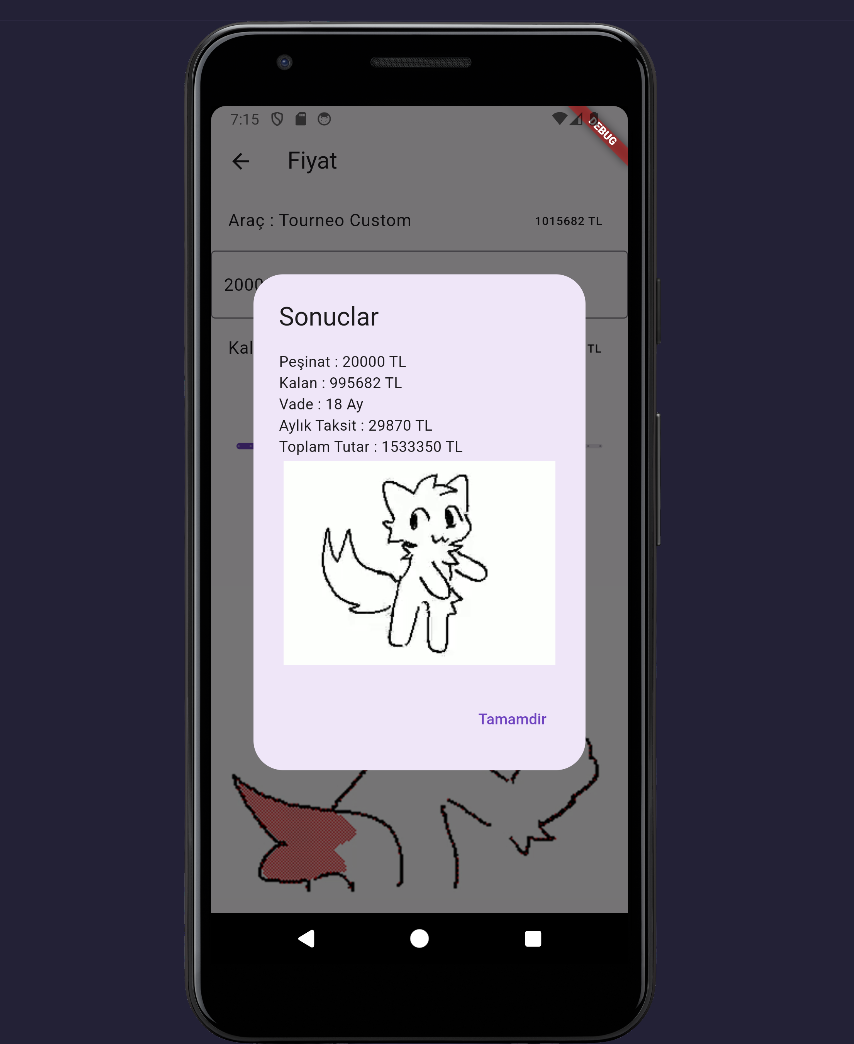 7:15
DEBUG
Fiyat
Araç : Tourneo Custom 1015682 TL
2000
Kal TL
Sonuclar
Peşinat : 20000 TL
Kalan : 995682 TL
Vade : 18 Ay
Aylık Taksit : 29870 TL
Toplam Tutar : 1533350 TL
Tamamdir